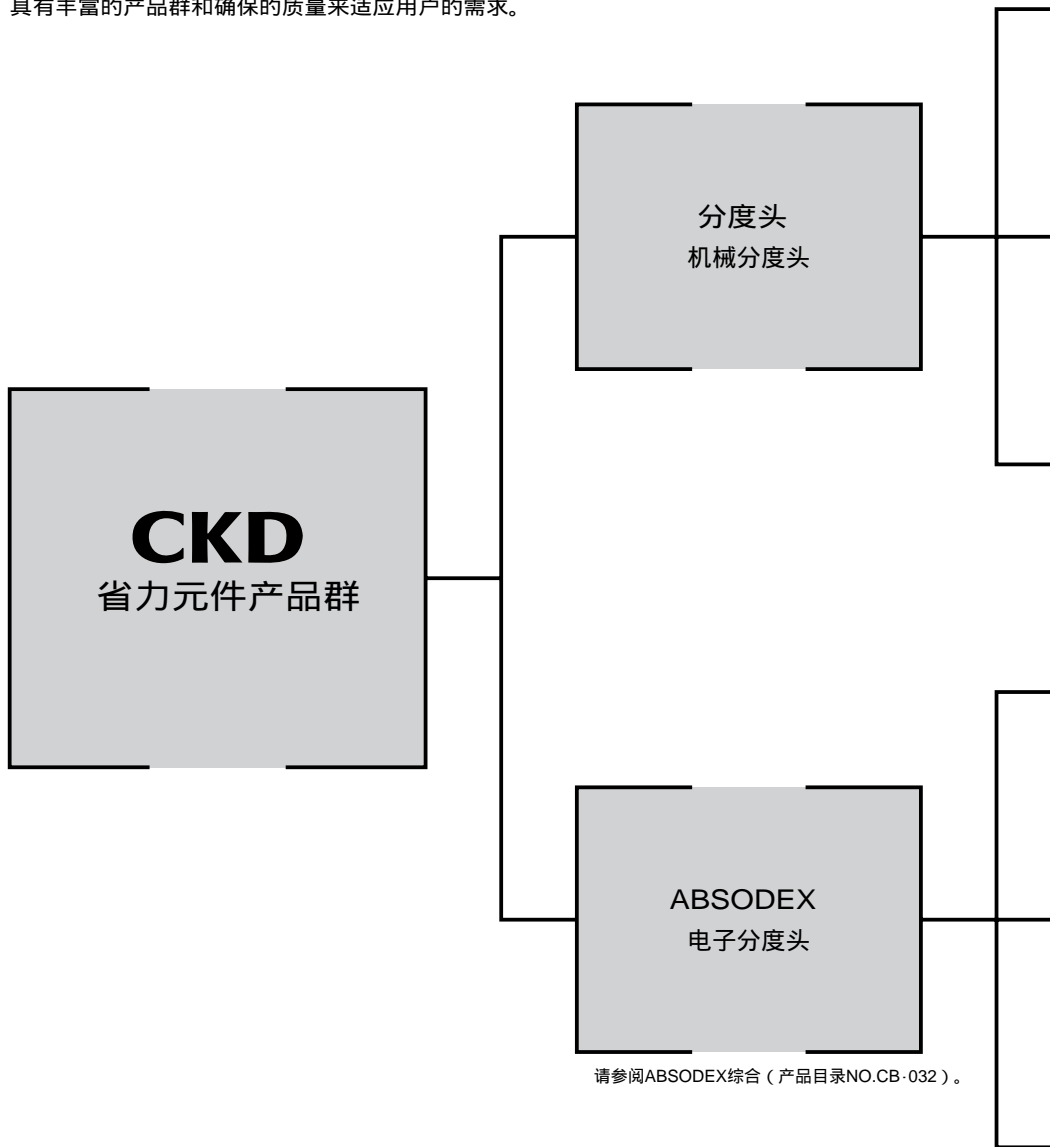 具有丰富的产品群和确保的质量来适应用户的需求。
分度头
机械分度头
CKD
省力元件产品群
ABSODEX
电子分度头
请参阅ABSODEX综合（产品目录NO.CB·032）。